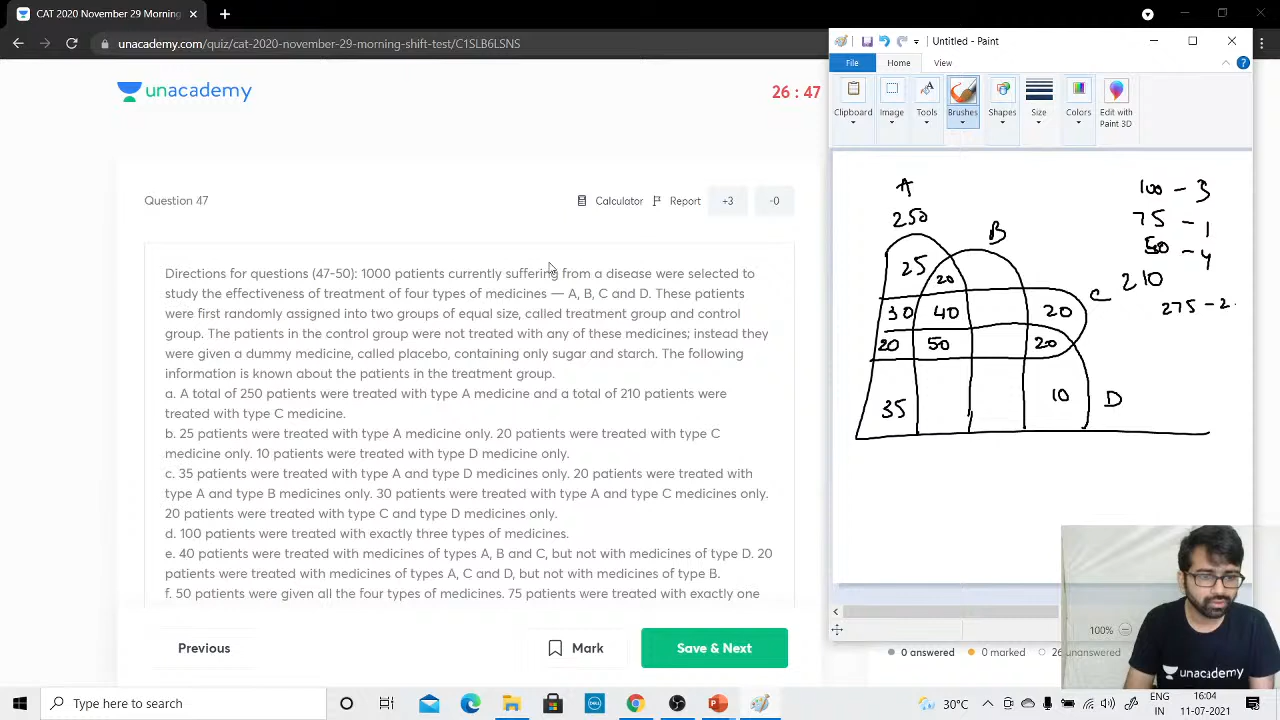 CAT 2020 November 29 Morning
unacademy.com/quiz/cat-2020-november-29-morning-shift-test/C1SLB6LSNS
unacademy
26 : 47
Question 47
Calculator
Report
+3
-0
Directions for questions (47-50): 1000 patients currently suffering from a disease were selected to
study the effectiveness of treatment of four types of medicines — A, B, C and D. These patients
were first randomly assigned into two groups of equal size, called treatment group and control
group. The patients in the control group were not treated with any of these medicines; instead they
were given a dummy medicine, called placebo, containing only sugar and starch. The following
information is known about the patients in the treatment group.
a. A total of 250 patients were treated with type A medicine and a total of 210 patients were
treated with type C medicine.
b. 25 patients were treated with type A medicine only. 20 patients were treated with type C
medicine only. 10 patients were treated with type D medicine only.
c. 35 patients were treated with type A and type D medicines only. 20 patients were treated with
type A and type B medicines only. 30 patients were treated with type A and type C medicines only.
20 patients were treated with type C and type D medicines only.
d. 100 patients were treated with exactly three types of medicines.
e. 40 patients were treated with medicines of types A, B and C, but not with medicines of type D. 20
patients were treated with medicines of types A, C and D, but not with medicines of type B.
f. 50 patients were given all the four types of medicines. 75 patients were treated with exactly one
Previous
Mark
Save & Next
Untitled - Paint
File
Home
View
Clipboard
Image
Tools
Brushes
Shapes
Size
Colors
Edit with
Paint 3D
A
250
B
25
20
C
210
30
40
20
20
50
20
35
10
D
100 - 3
75 - 1
50 - 4
275 - 2
100%
0 answered
0 marked
26 unanswered
unacademy
Type here to search
30°C
ENG
IN
16:04
11-07-2021